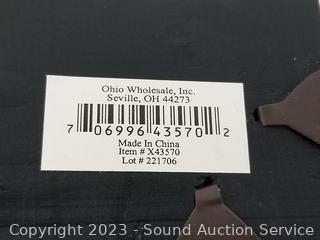 Ohio Wholesale, Inc.
Seville, OH 44273
7 06996 43570 2
Made In China
Item # X43570
Lot # 221706
Copyright 2023 - Sound Auction Service